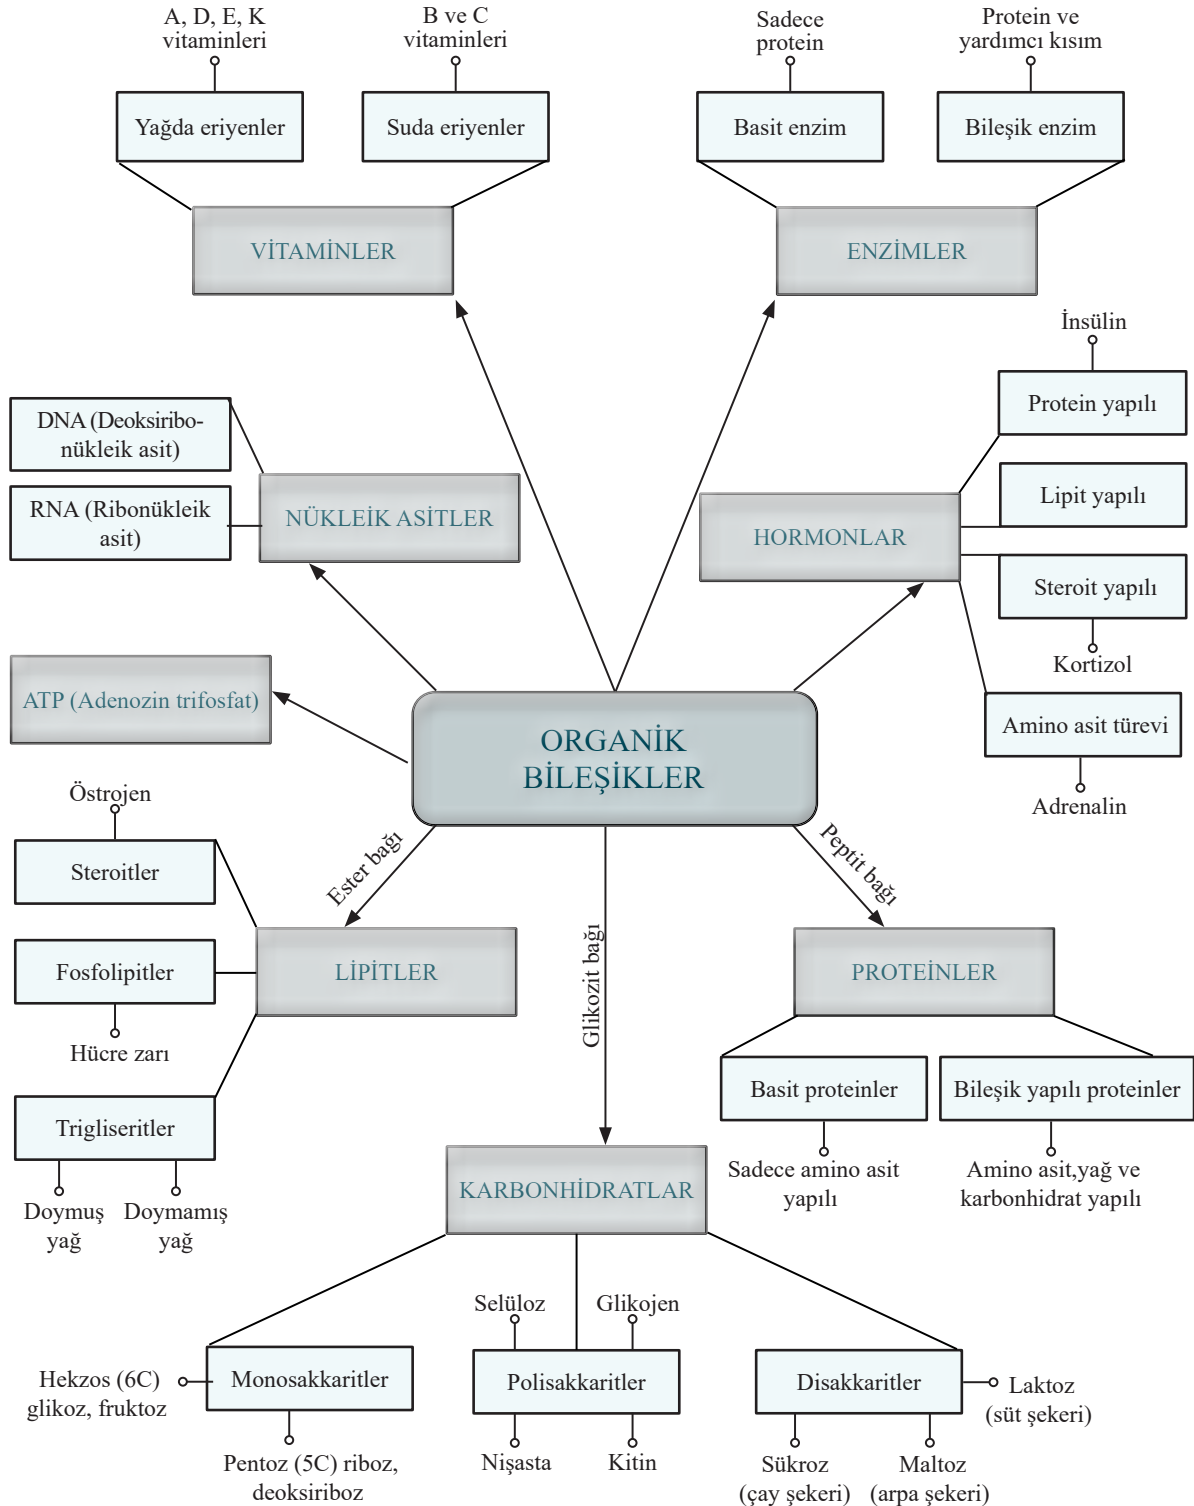 A, D, E, K
vitaminleri
B ve C
vitaminleri
Sadece
protein
Protein ve
yardımcı kısım
Yağda eriyenler
Suda eriyenler
Basit enzim
Bileşik enzim
VİTAMİNLER
ENZİMLER
İnsülin
Protein yapılı
DNA (Deoksiribo-
nükleik asit)
RNA (Ribonükleik
asit)
NÜKLEİK ASİTLER
Lipit yapılı
HORMONLAR
Steroit yapılı
Kortizol
ATP (Adenozin trifosfat)
Amino asit türevi
Adrenalin
ORGANİK
BİLEŞİKLER
Östrojen
Steroitler
Ester bağı
Glikozit bağı
Peptit bağı
Fosfolipitler
Hücre zarı
LİPİTLER
PROTEİNLER
Trigliseritler
Doymuş
yağ
Doymamış
yağ
Basit proteinler
Bileşik yapılı proteinler
Sadece amino asit
yapılı
Amino asit,yağ ve
karbonhidrat yapılı
KARBONHİDRATLAR
Selüloz
Glikojen
Hekzos (6C)
glikoz, fruktoz
Monosakkaritler
Polisakkaritler
Disakkaritler
Laktoz
(süt şekeri)
Pentoz (5C) riboz,
deoksiriboz
Nişasta
Kitin
Sükroz
(çay şekeri)
Maltoz
(arpa şekeri)